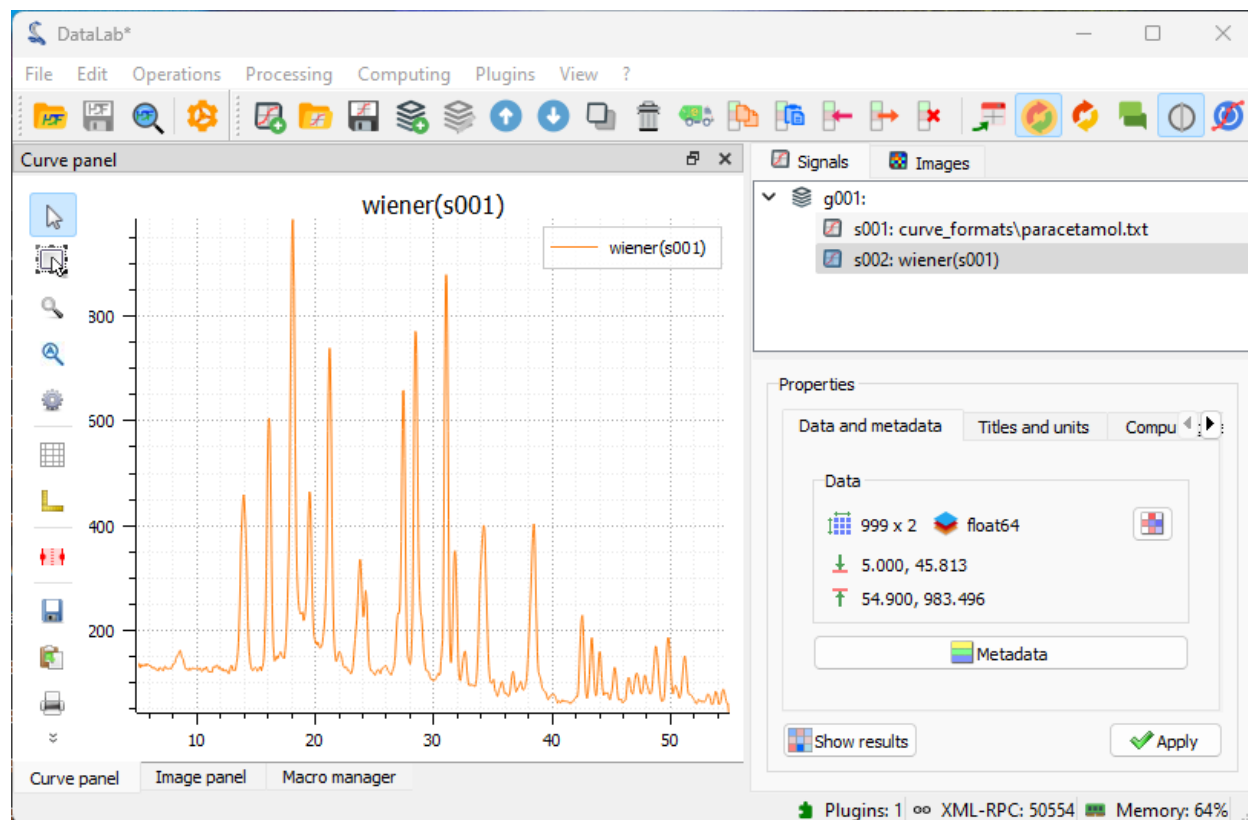 DataLab*
File Edit Operations Processing Computing Plugins View ?
Curve panel
wiener(s001)
wiener(s001)
800
600
400
200
10 20 30 40 50
Curve panel Image panel Macro manager
Signals Images
g001:
s001: curve_formats\paracetamol.txt
s002: wiener(s001)
Properties
Data and metadata Titles and units Compu
Data
999 x 2 float64
5.000, 45.813
54.900, 983.496
Metadata
Show results Apply
Plugins: 1 XML-RPC: 50554 Memory: 64%